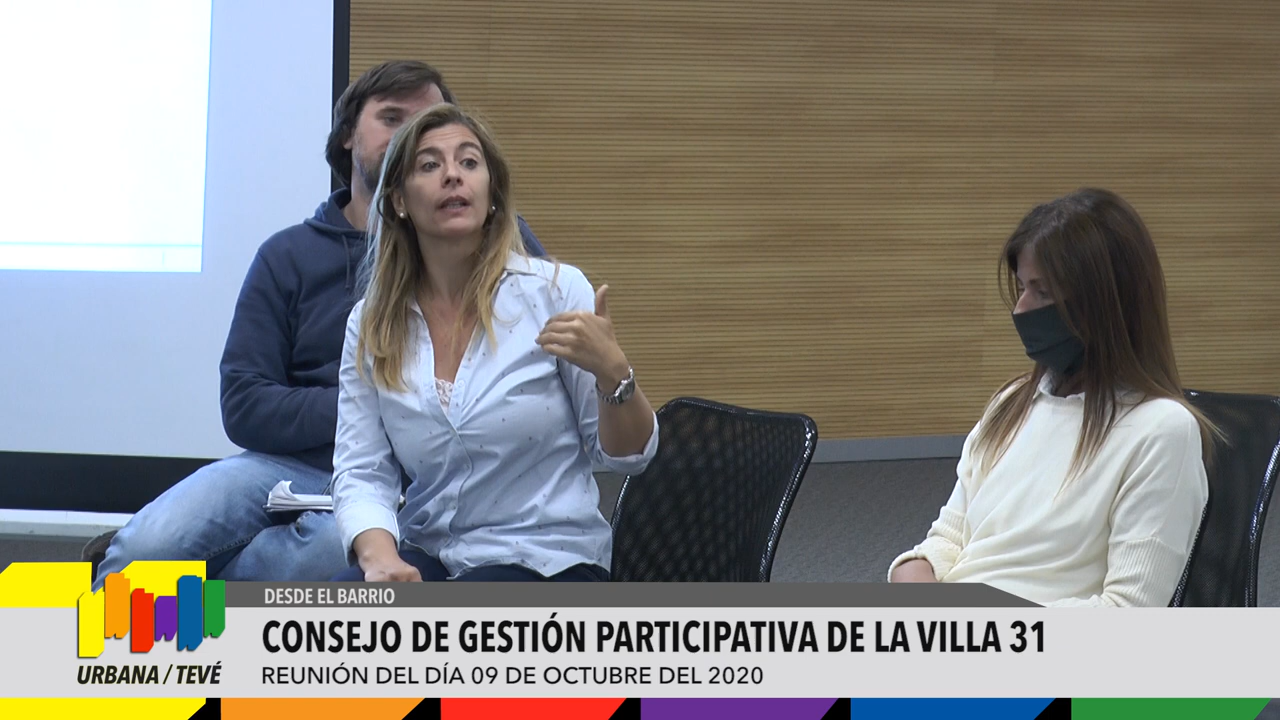 DESDE EL BARRIO
CONSEJO DE GESTIÓN PARTICIPATIVA DE LA VILLA 31
URBANA / TEVÉ
REUNIÓN DEL DÍA 09 DE OCTUBRE DEL 2020